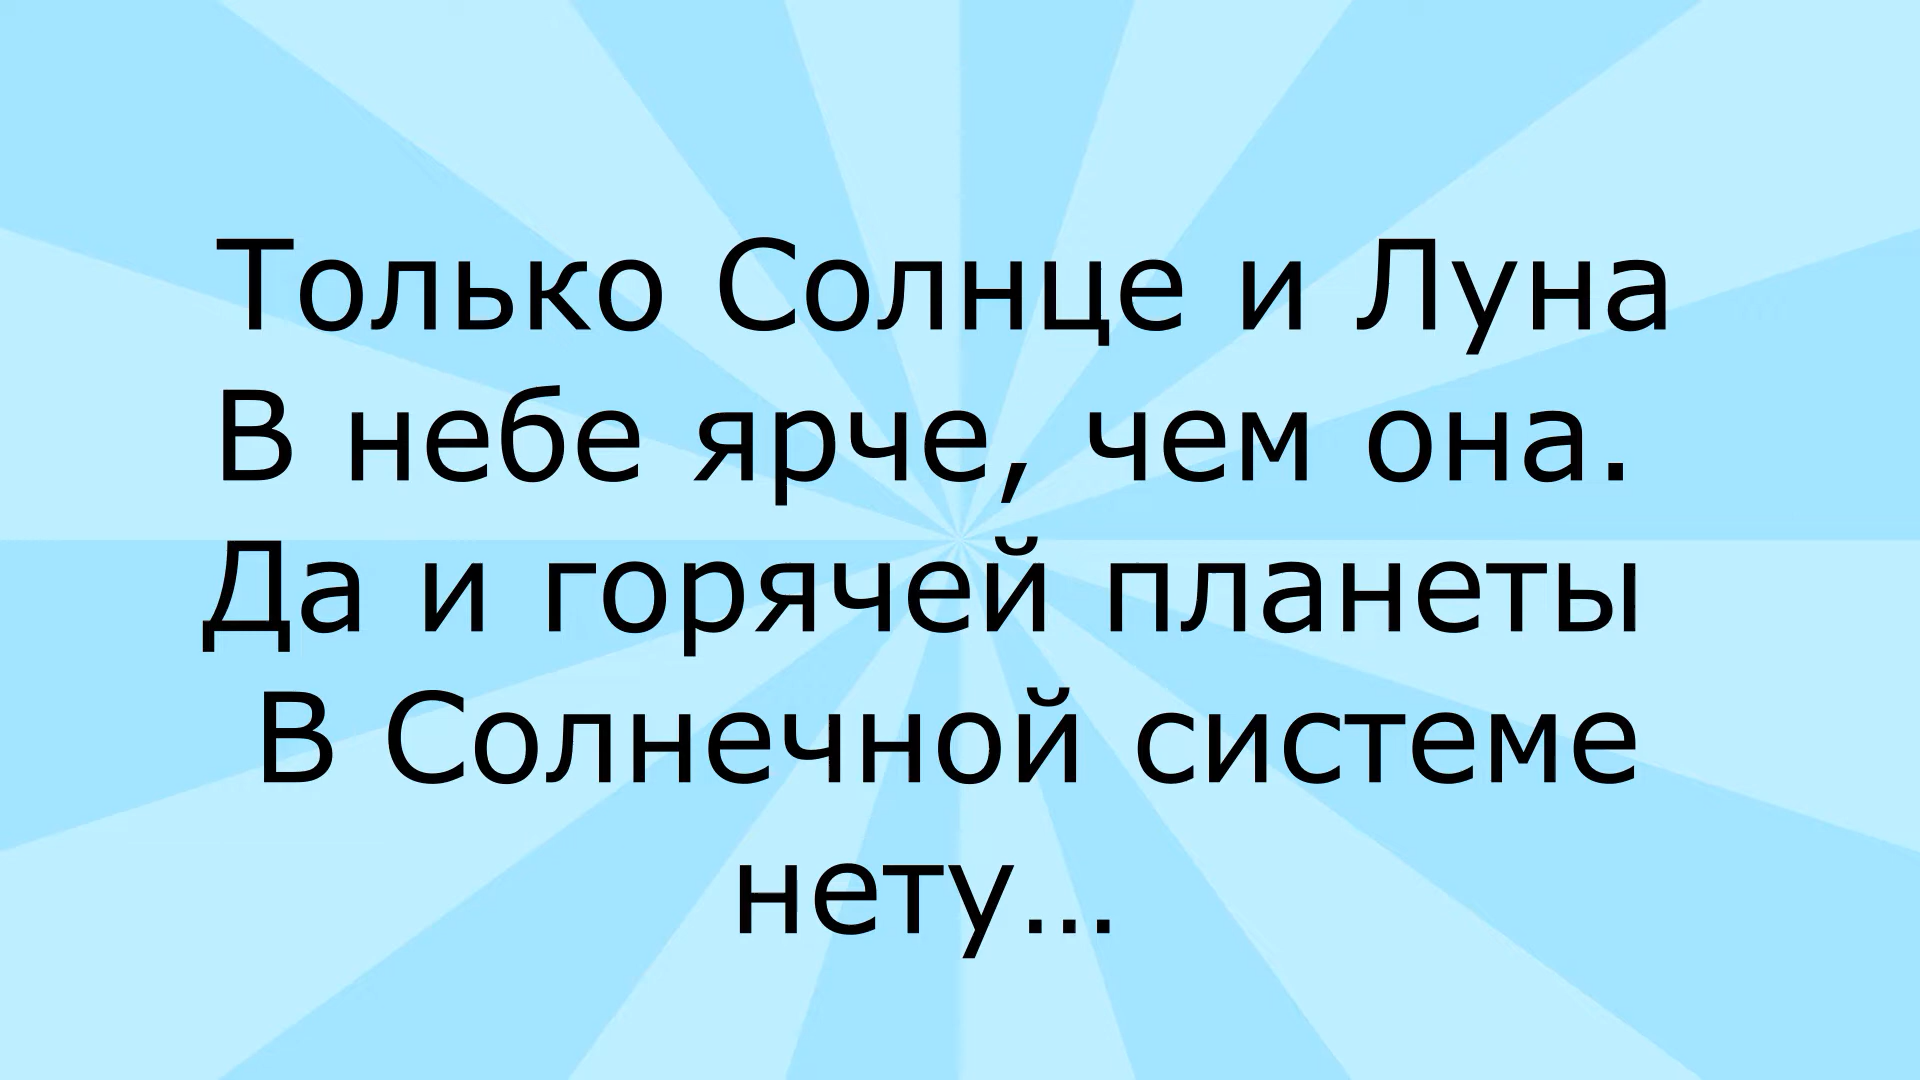 Только Солнце и Луна
В небе ярче, чем она.
Да и горячей планеты
В Солнечной системе
нету…